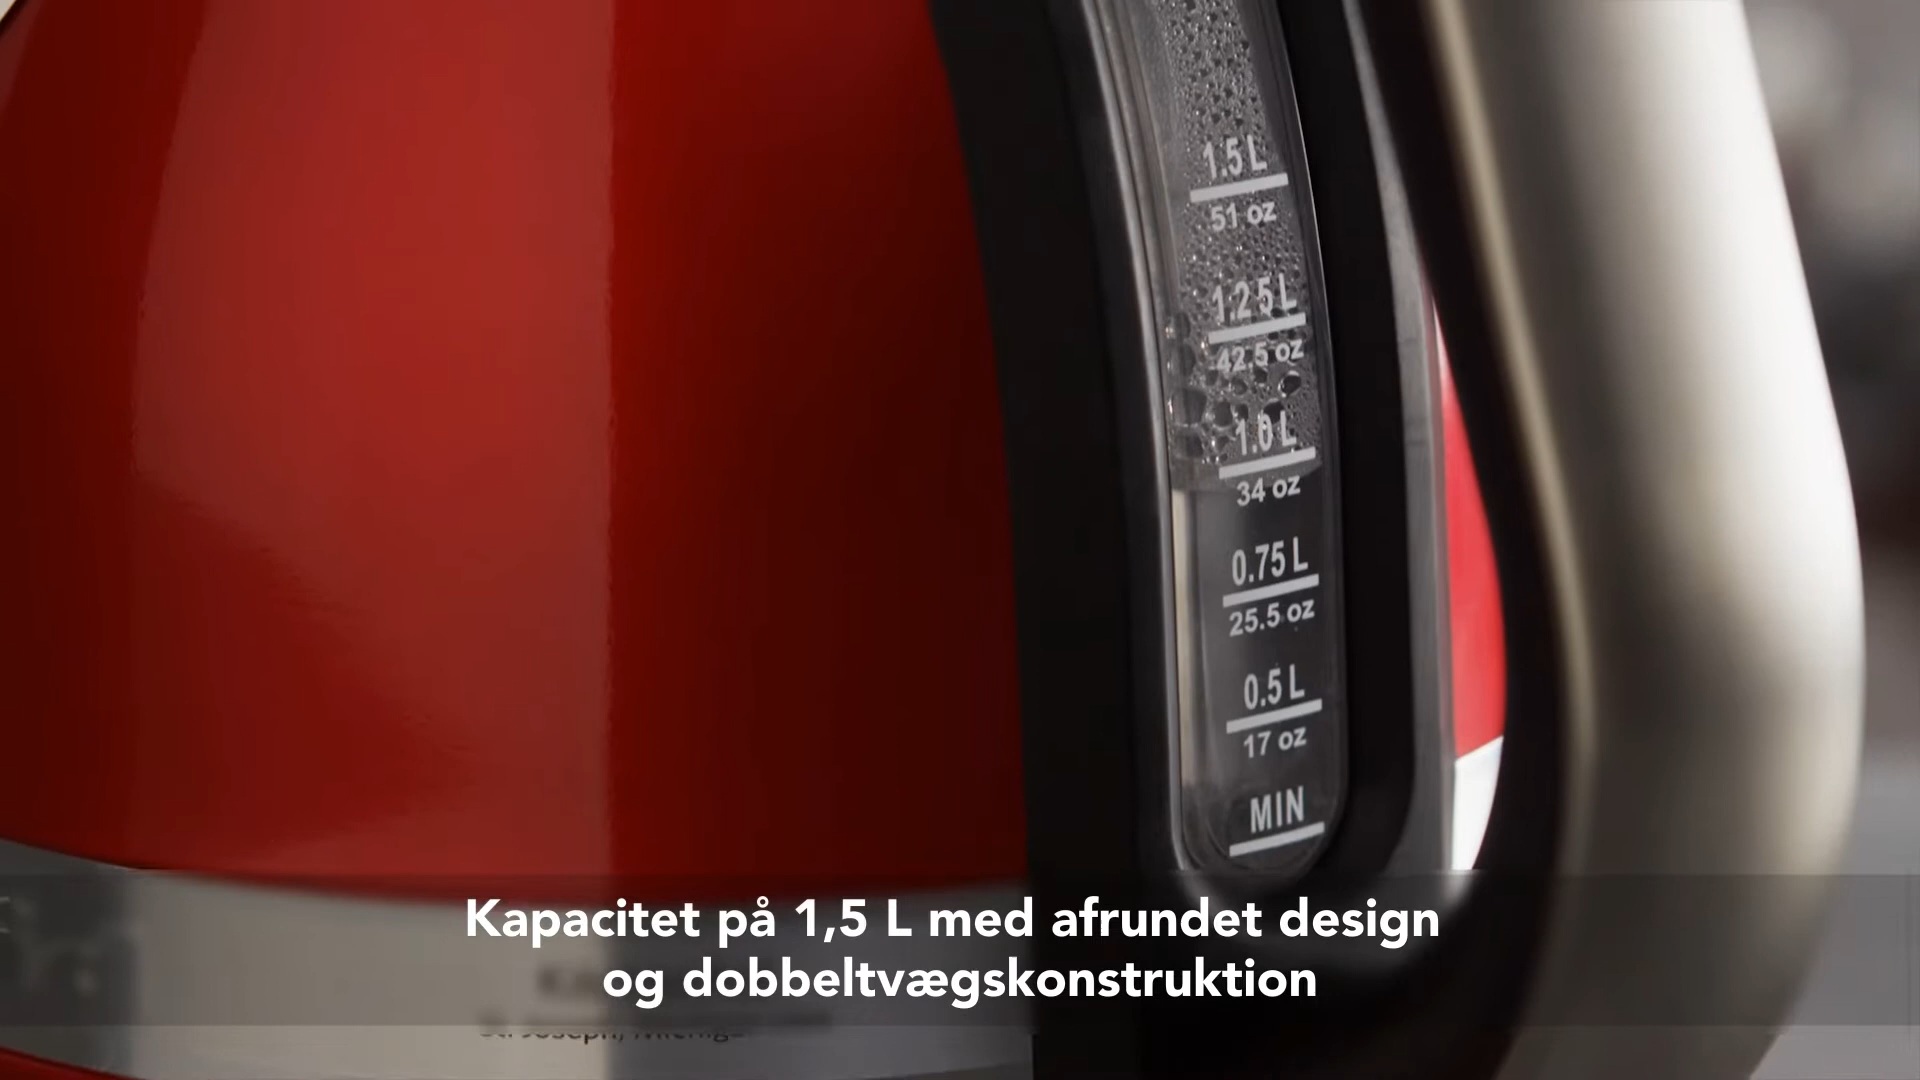 1.5 L
51 oz
1.25 L
42.5 oz
1.0 L
34 oz
0.75 L
25.5 oz
0.5 L
17 oz
MIN
Kapacitet på 1,5 L med afrundet design
og dobbeltvægskonstruktion